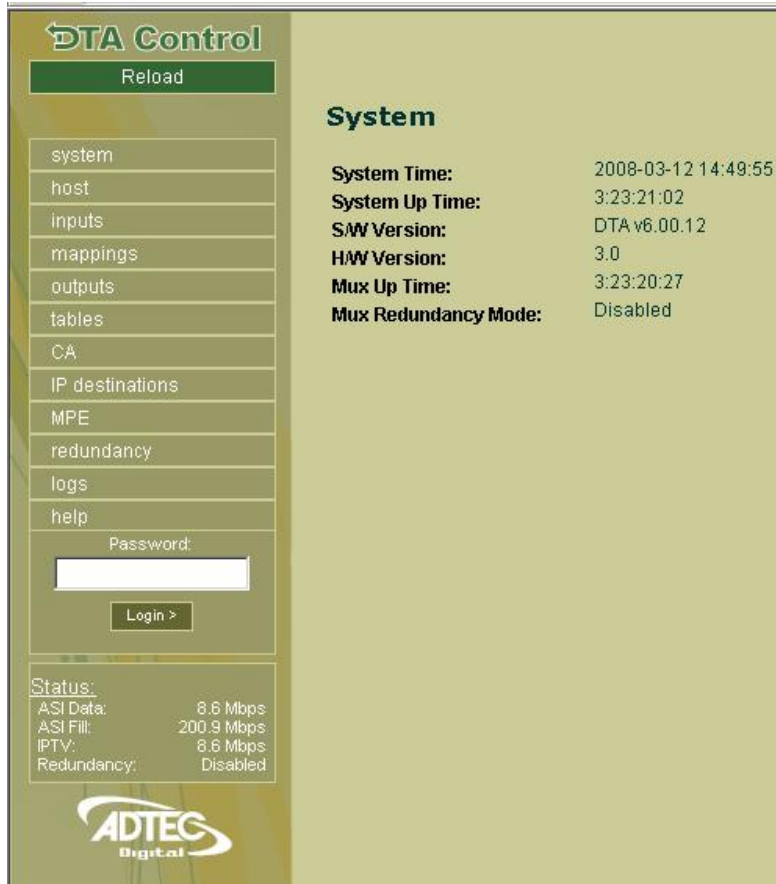 DTA Control
Reload
system
host
inputs
mappings
outputs
tables
CA
IP destinations
MPE
redundancy
logs
help
Password:
Login >
Status:
ASI Data: 8.6 Mbps
ASI Fill: 200.9 Mbps
IPTV: 8.6 Mbps
Redundancy: Disabled
ADTEC
Digital
System
System Time: 2008-03-12 14:49:55
System Up Time: 3:23:21:02
S/W Version: DTA v6.00.12
H/W Version: 3.0
Mux Up Time: 3:23:20:27
Mux Redundancy Mode: Disabled